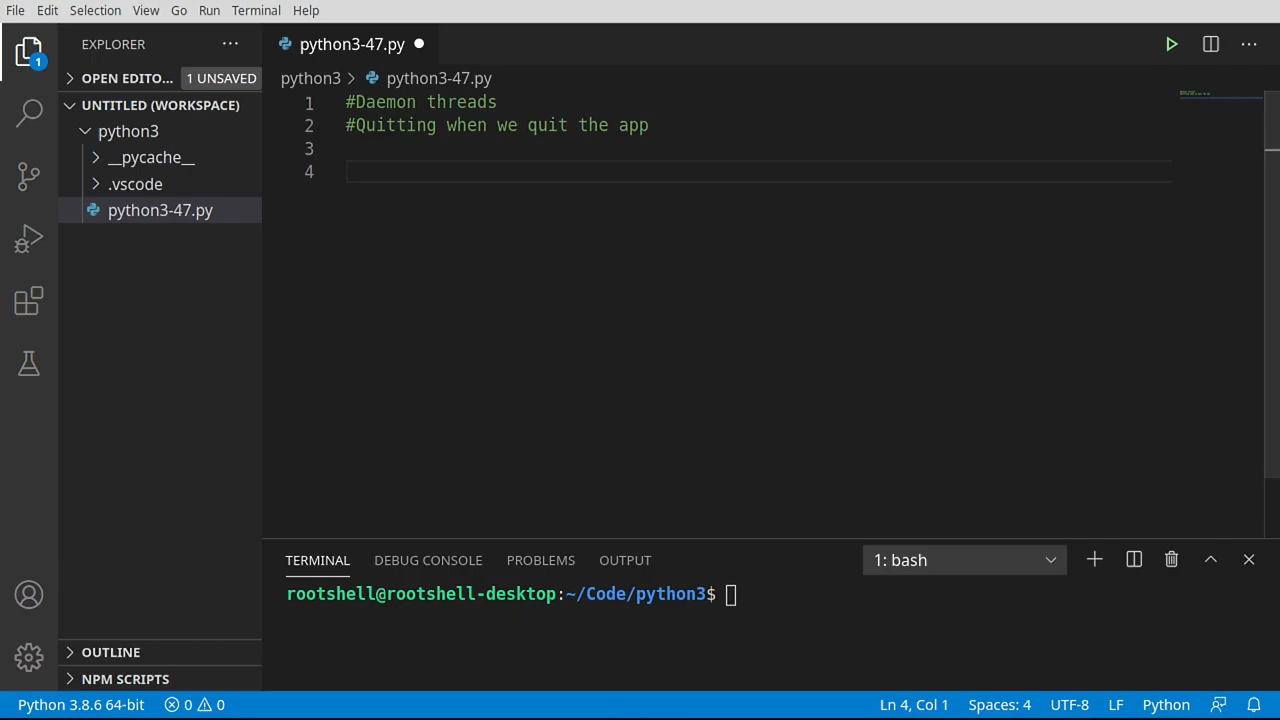 File Edit Selection View Go Run Terminal Help
EXPLORER
python3-47.py
1
OPEN EDITO... 1 UNSAVED
UNTITLED (WORKSPACE)
python3
__pycache__
.vscode
python3-47.py
python3 > python3-47.py
1 #Daemon threads
2 #Quitting when we quit the app
3
4
TERMINAL DEBUG CONSOLE PROBLEMS OUTPUT 1: bash
rootshell@rootshell-desktop:~/Code/python3$
OUTLINE
NPM SCRIPTS
Python 3.8.6 64-bit 0 0 Ln 4, Col 1 Spaces: 4 UTF-8 LF Python